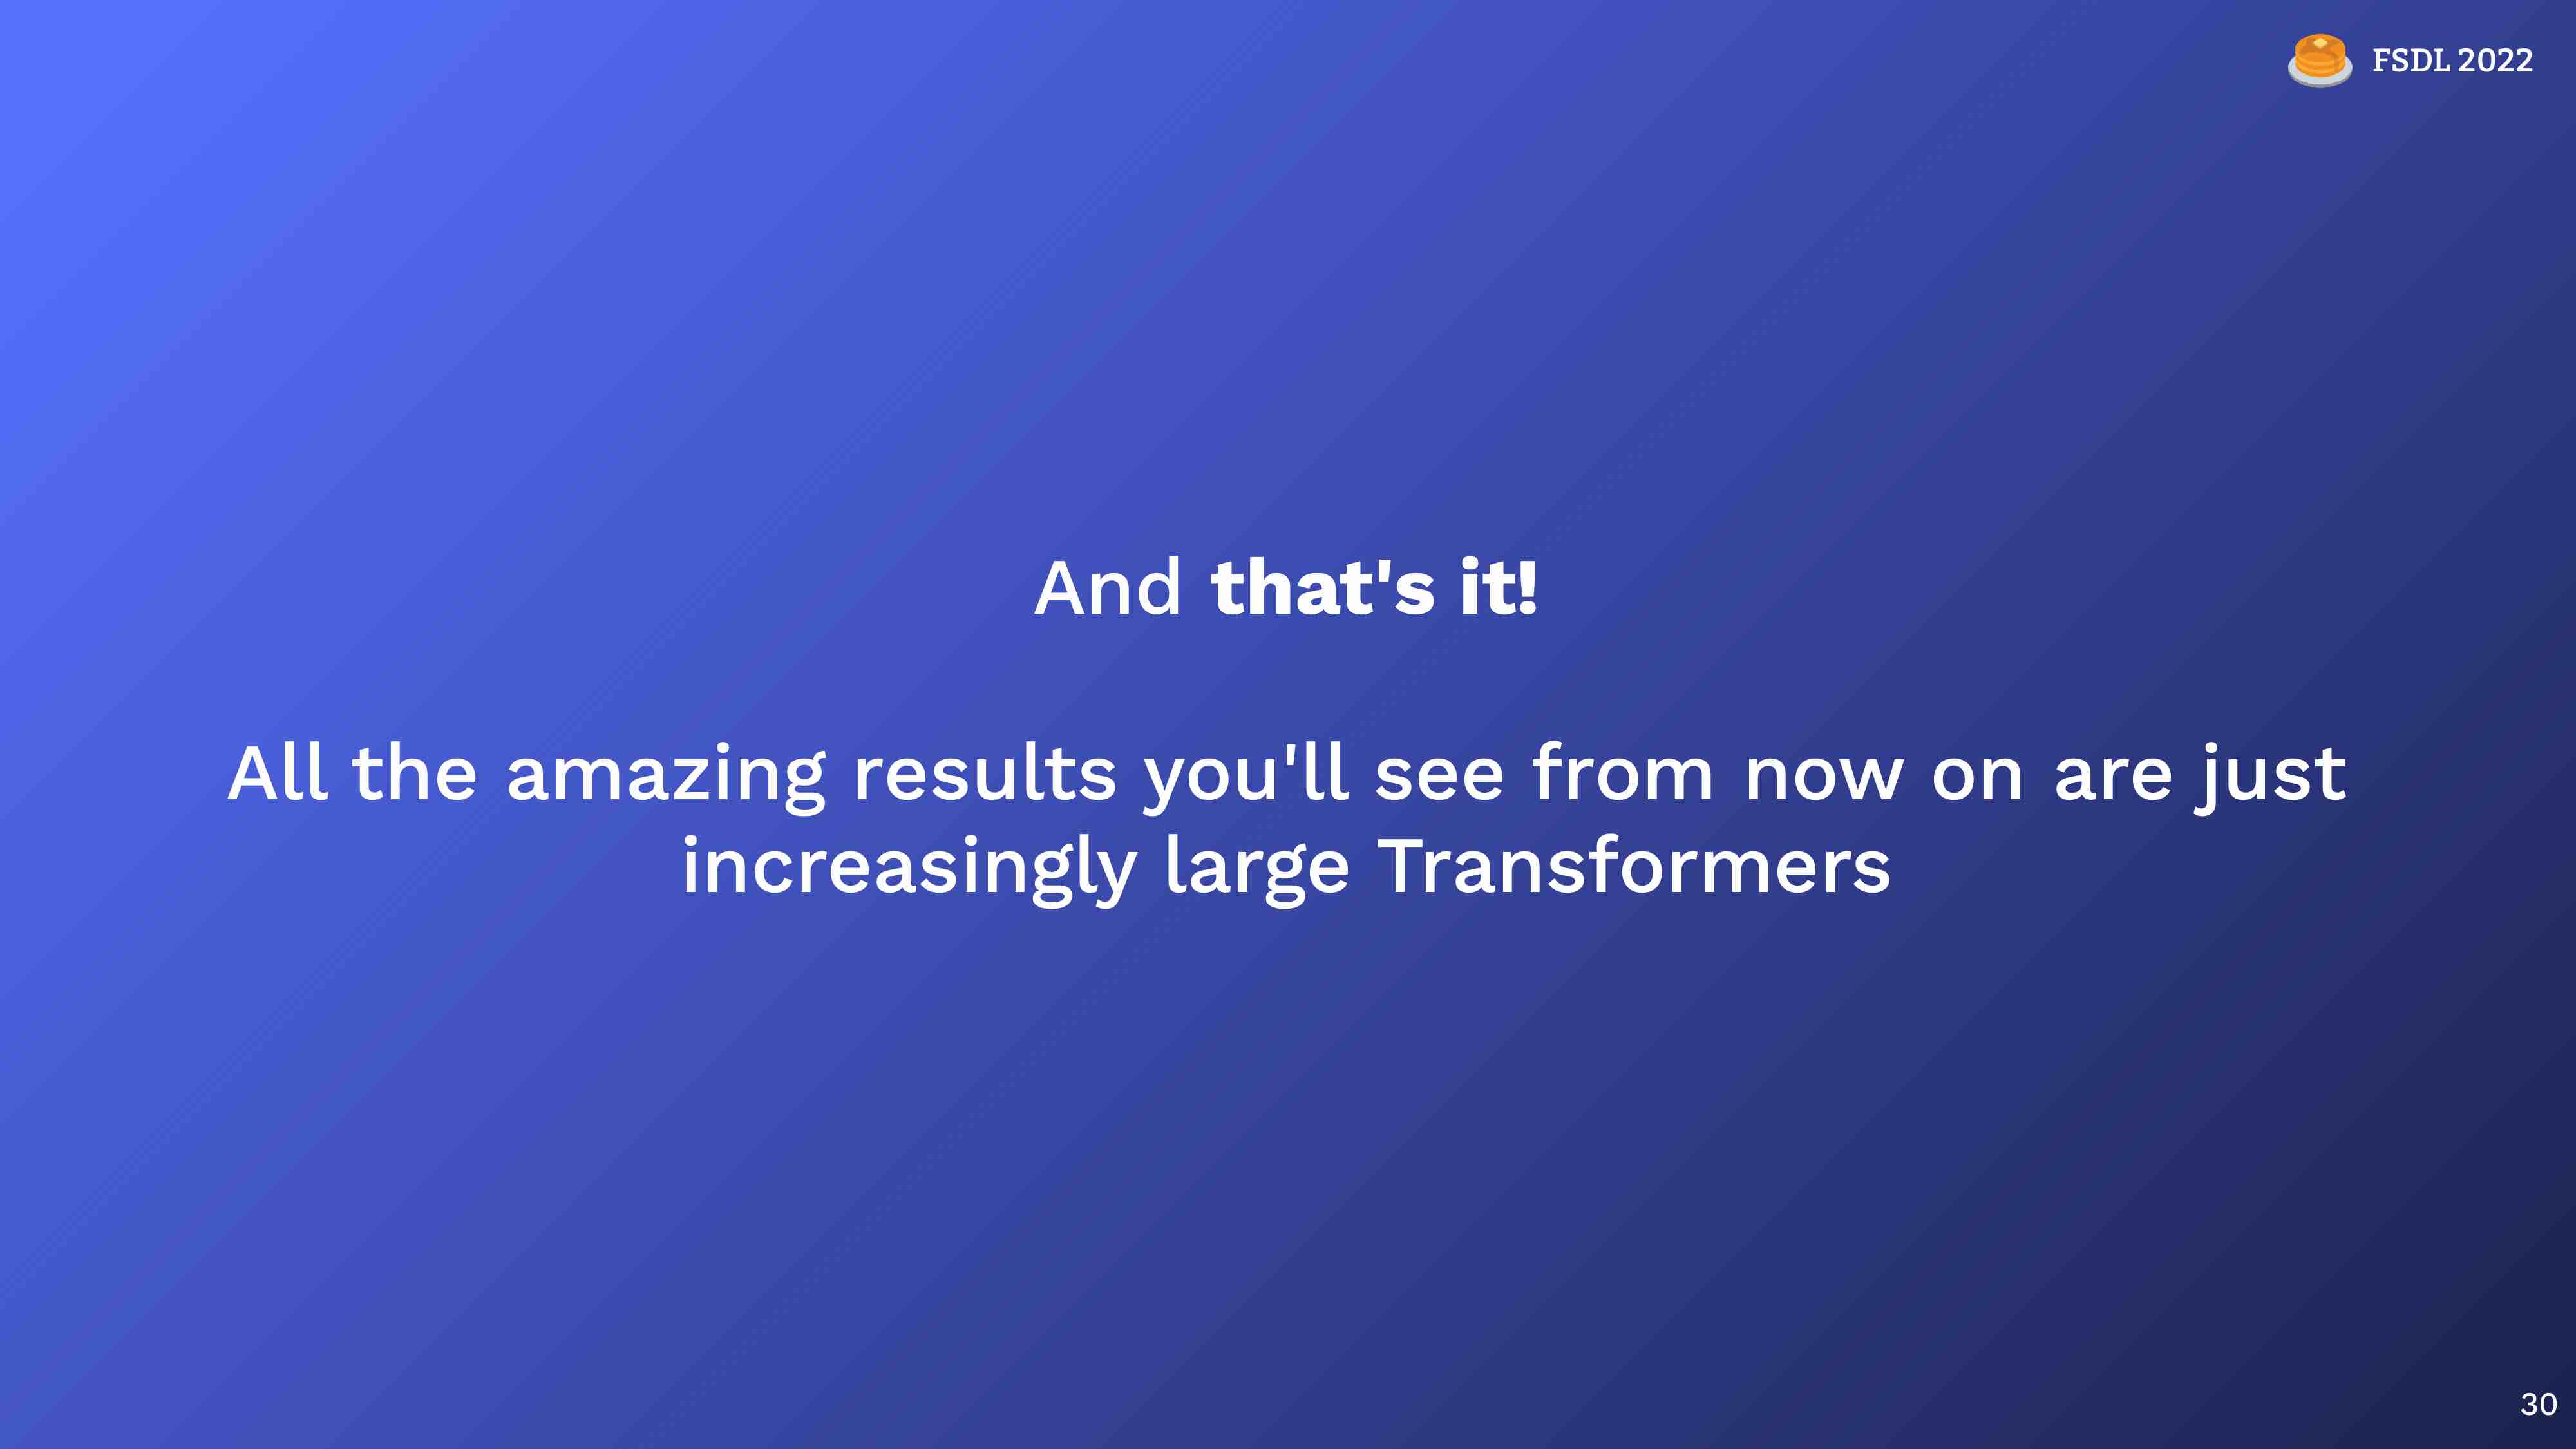 FSDL 2022
And that's it!
All the amazing results you'll see from now on are just
increasingly large Transformers
30